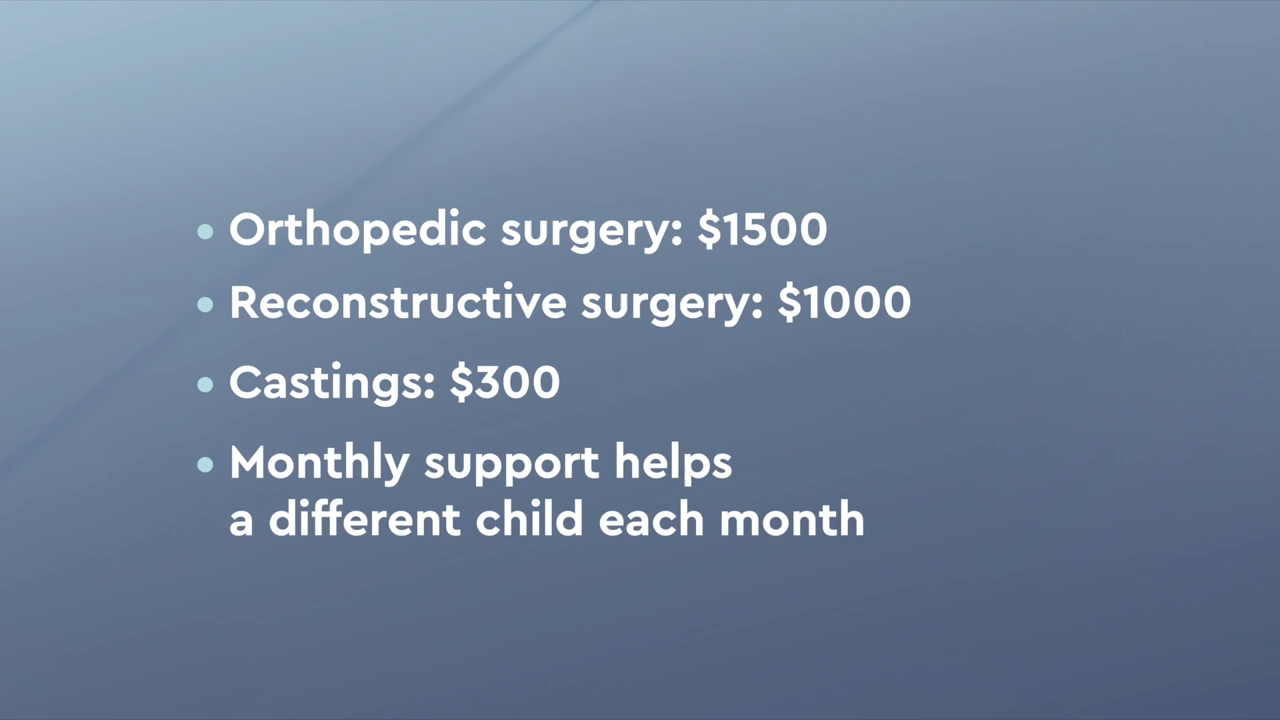 • Orthopedic surgery: $1500
• Reconstructive surgery: $1000
• Castings: $300
• Monthly support helps
a different child each month